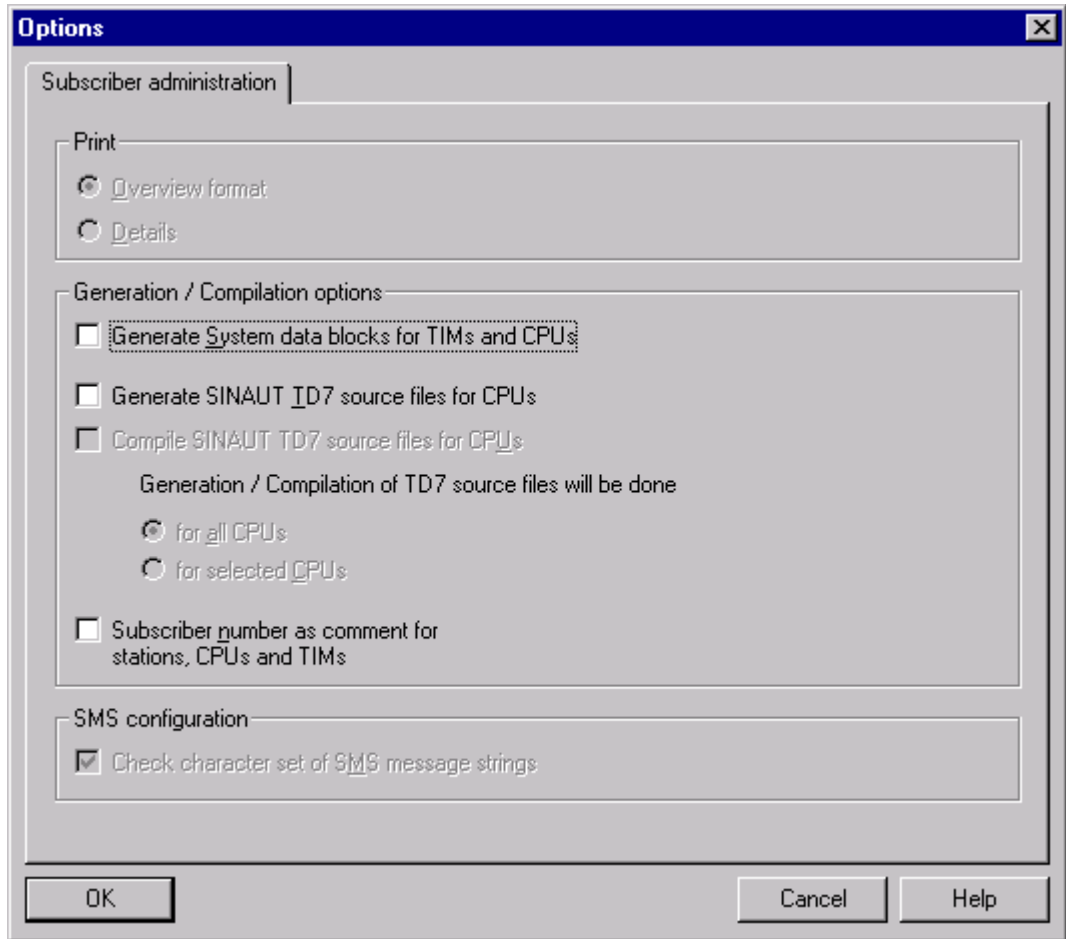 Options
Subscriber administration
Print
Overview format
Details
Generation / Compilation options
Generate System data blocks for TIMs and CPUs
Generate SINAUT TD7 source files for CPUs
Compile SINAUT TD7 source files for CPUs
Generation / Compilation of TD7 source files will be done
for all CPUs
for selected CPUs
Subscriber number as comment for
stations, CPUs and TIMs
SMS configuration
Check character set of SMS message strings
OK
Cancel
Help